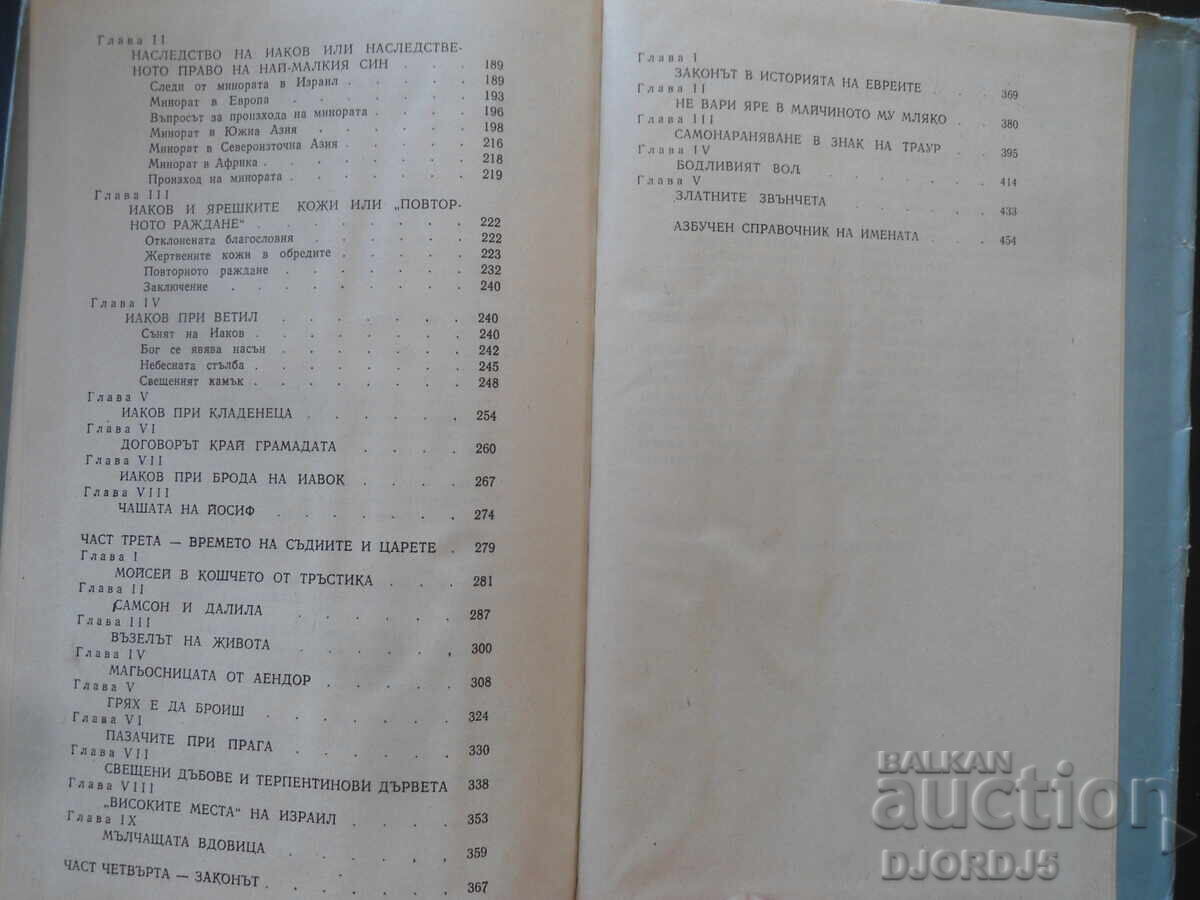 Глава II
НАСЛЕДСТВО НА ИАКОВ ИЛИ НАСЛЕДСТВЕ-
НОТО ПРАВО НА НАЙ-МАЛКИЯ СИН . . . 189
Следи от минората в Израил . . . . . 189
Минорат в Европа . . . . . . . 193
Въпросът за произхода на минората . . . . 196
Минорат в Южна Азия . . . . . . 198
Минорат в Североизточна Азия . . . . . 216
Минорат в Африка . . . . . . . . 218
Произход на минората . . . . . . . 219
Глава III
ИАКОВ И ЯРЕШКИТЕ КОЖИ ИЛИ „ПОВТОР-
НОТО РАЖДАНЕ“ . . . . . . . . 222
Отклонената благословия . . . . . . 222
Жертвените кожи в обредите . . . . . 223
Повторното раждане . . . . . . . 232
Заключение . . . . . . . . . 240
Глава IV
ИАКОВ ПРИ ВЕТИЛ . . . . . . 240
Сънят на Иаков . . . . . . . . 240
Бог се явява насън . . . . . . . 242
Небесната стълба . . . . . . . 245
Свещеният камък . . . . . . . . 248
Глава V
ИАКОВ ПРИ КЛАДЕНЕЦА . . . . . 254
Глава VI
ДОГОВОРЪТ КРАЙ ГРАМАДАТА . . . . 260
Глава VII
ИАКОВ ПРИ БРОДА НА ИАВОК . . . . 267
Глава VIII
ЧАШАТА НА ЙОСИФ . . . . . . . 274
ЧАСТ ТРЕТА — ВРЕМЕТО НА СЪДИИТЕ И ЦАРЕТЕ . 279
Глава I
МОЙСЕЙ В КОШЧЕТО ОТ ТРЪСТИКА . . . 281
Глава II
САМСОН И ДАЛИЛА . . . . . . 287
Глава III
ВЪЗЕЛЪТ НА ЖИВОТА . . . . . . 300
Глава IV
МАГЬОСНИЦАТА ОТ АЕНДОР . . . . . 308
Глава V
ГРЯХ Е ДА БРОИШ . . . . . . . 324
Глава VI
ПАЗАЧИТЕ ПРИ ПРАГА . . . . . . 330
Глава VII
СВЕЩЕНИ ДЪБОВЕ И ТЕРПЕНТИНОВИ ДЪРВЕТА 338
Глава VIII
„ВИСОКИТЕ МЕСТА“ НА ИЗРАИЛ . . . . 353
Глава IX
МЪЛЧАЩАТА ВДОВИЦА . . . . . . 359
ЧАСТ ЧЕТВЪРТА — ЗАКОНЪТ . . . . . . 367
Глава I
ЗАКОНЪТ В ИСТОРИЯТА НА ЕВРЕИТЕ . . . 369
Глава II
НЕ ВАРИ ЯРЕ В МАЙЧИНОТО МУ МЛЯКО . . 380
Глава III
САМОНАРАНЯВАНЕ В ЗНАК НА ТРАУР . . 395
Глава IV
БОДЛИВИЯТ ВОЛ . . . . . . . 414
Глава V
ЗЛАТНИТЕ ЗВЪНЧЕТА . . . . . . 433
АЗБУЧЕН СПРАВОЧНИК НА ИМЕНАТА . . . 454
BALKAN
auction
DJORDJ5